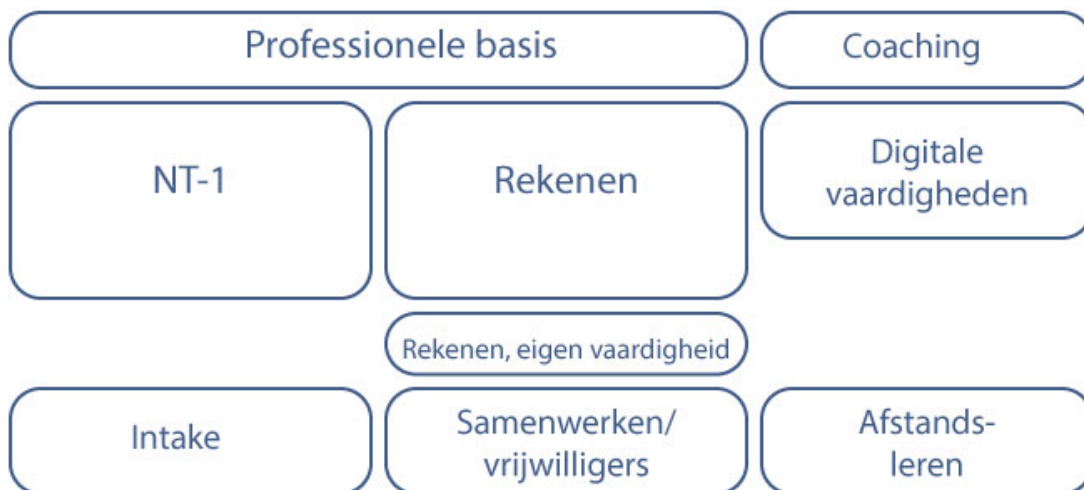 Professionele basis
Coaching
NT-1
Rekenen
Digitale
vaardigheden
Rekenen, eigen vaardigheid
Intake
Samenwerken/
vrijwilligers
Afstands-
leren